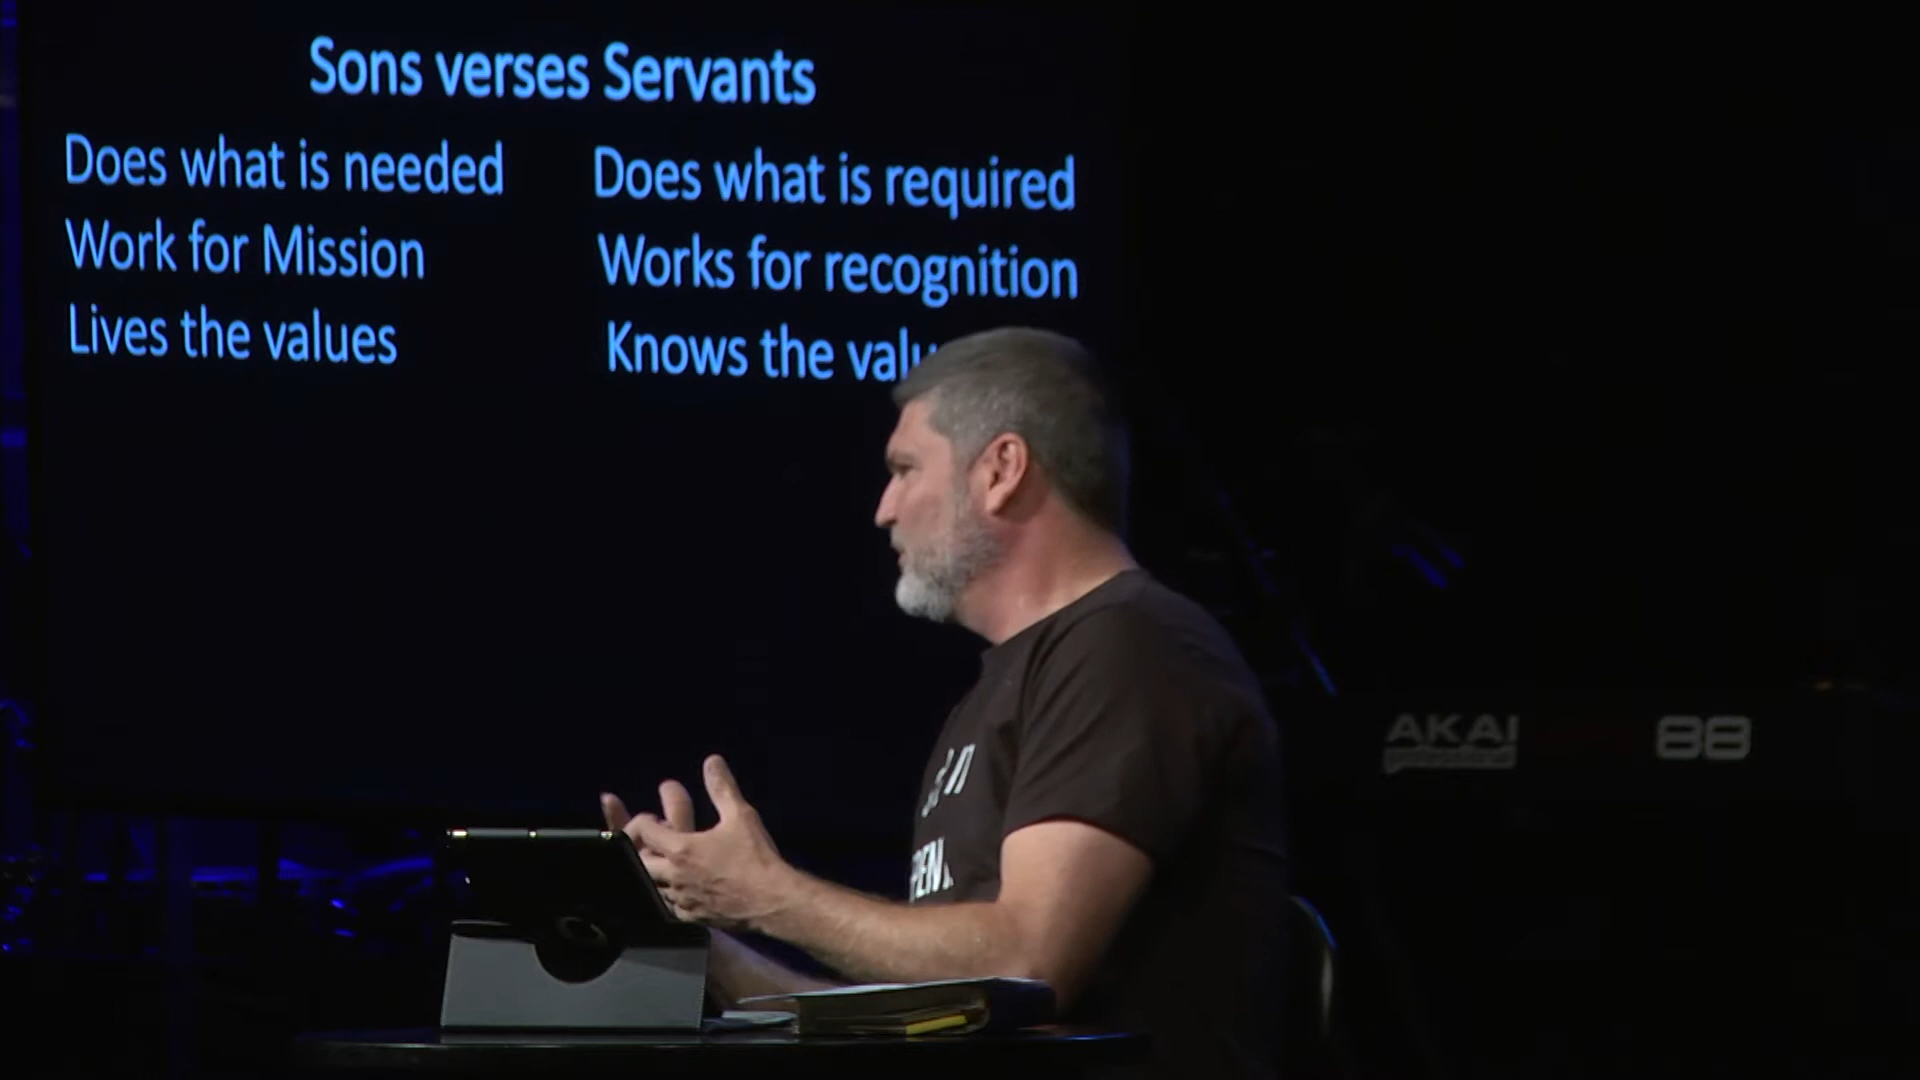 Sons verses Servants
Does what is needed
Work for Mission
Lives the values
Does what is required
Works for recognition
Knows the
AKAI
professional
88